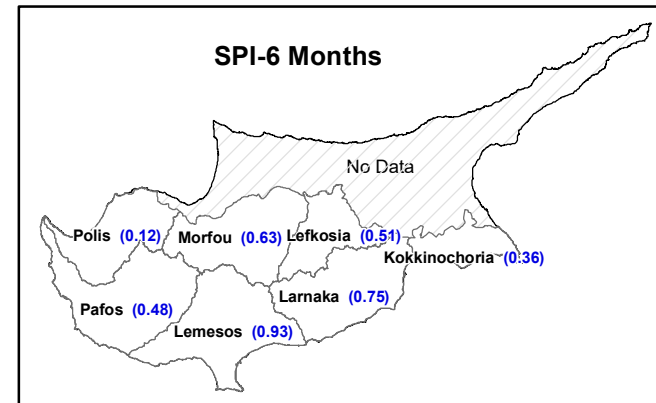 SPI-6 Months
No Data
Polis (0.12)
Morfou (0.63)
Lefkosia (0.51)
Kokkinochoria (0.36)
Pafos (0.48)
Larnaka (0.75)
Lemesos (0.93)